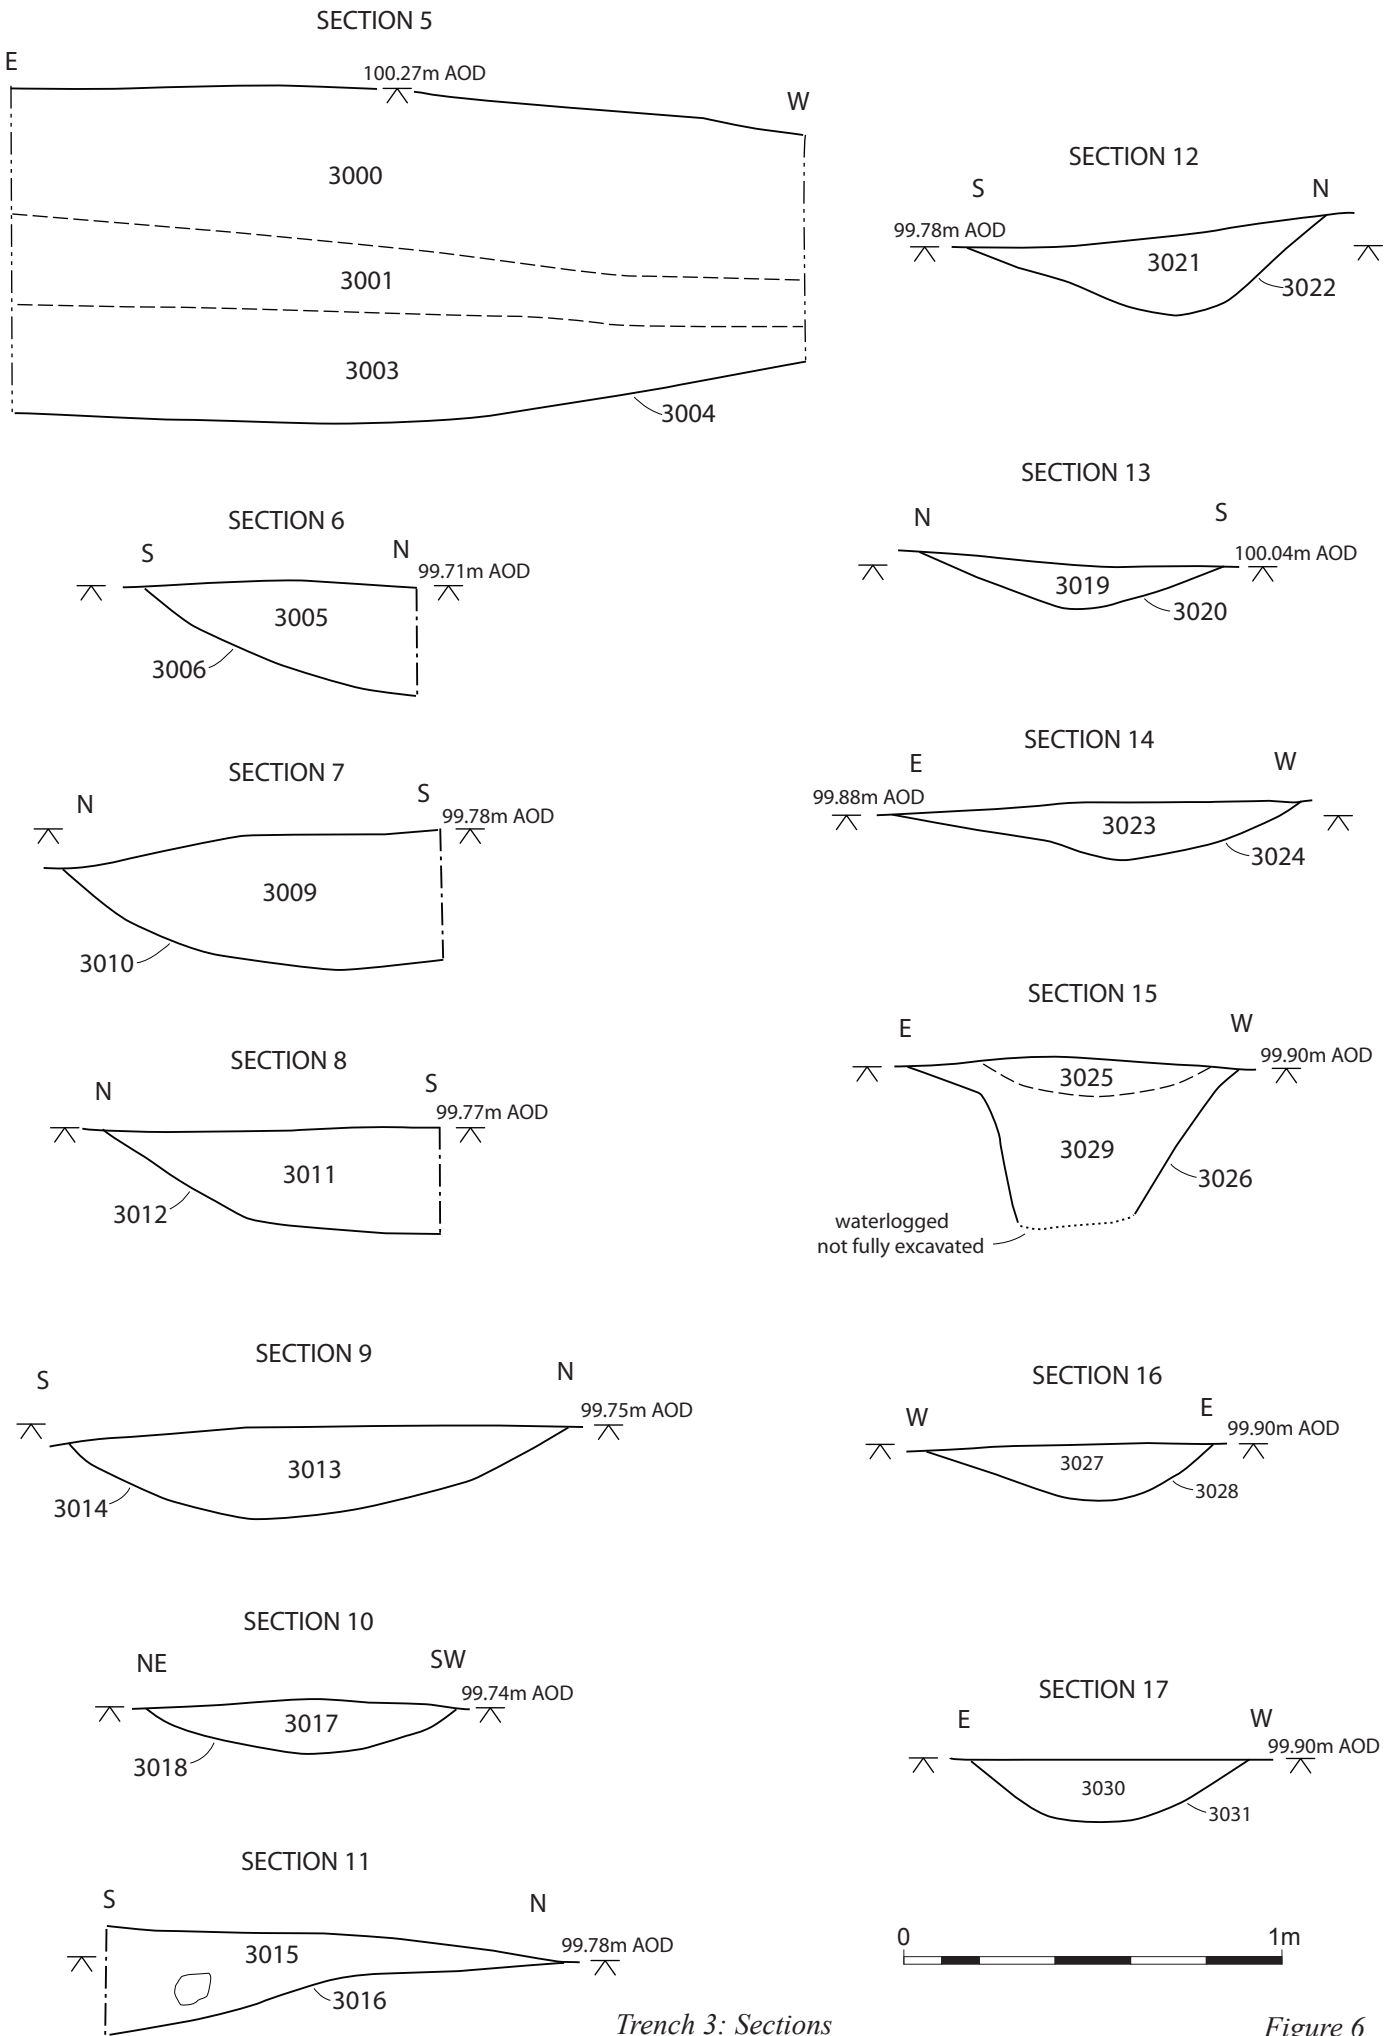 SECTION 5
E
100.27m AOD
W
3000
3001
3003
3004
SECTION 6
S
N
99.71m AOD
3005
3006
SECTION 7
N
S
99.78m AOD
3009
3010
SECTION 8
N
S
99.77m AOD
3011
3012
SECTION 9
S
N
99.75m AOD
3013
3014
SECTION 10
NE
SW
99.74m AOD
3017
3018
SECTION 11
S
N
99.78m AOD
3015
3016
SECTION 12
S
N
99.78m AOD
3021
3022
SECTION 13
N
S
100.04m AOD
3019
3020
SECTION 14
E
W
99.88m AOD
3023
3024
SECTION 15
E
W
99.90m AOD
3025
3029
3026
waterlogged
not fully excavated
SECTION 16
W
E
99.90m AOD
3027
3028
SECTION 17
E
W
99.90m AOD
3030
3031
0 1m
Trench 3: Sections
Figure 6